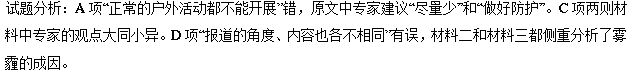 试题分析：A 项“正常的户外活动都不能开展”错，原文中专家建议“尽量少”和“做好防护”。C 项两则材
料中专家的观点大同小异。D 项“报道的角度、内容也各不相同”有误，材料二和材料三都侧重分析了雾
霾的成因。